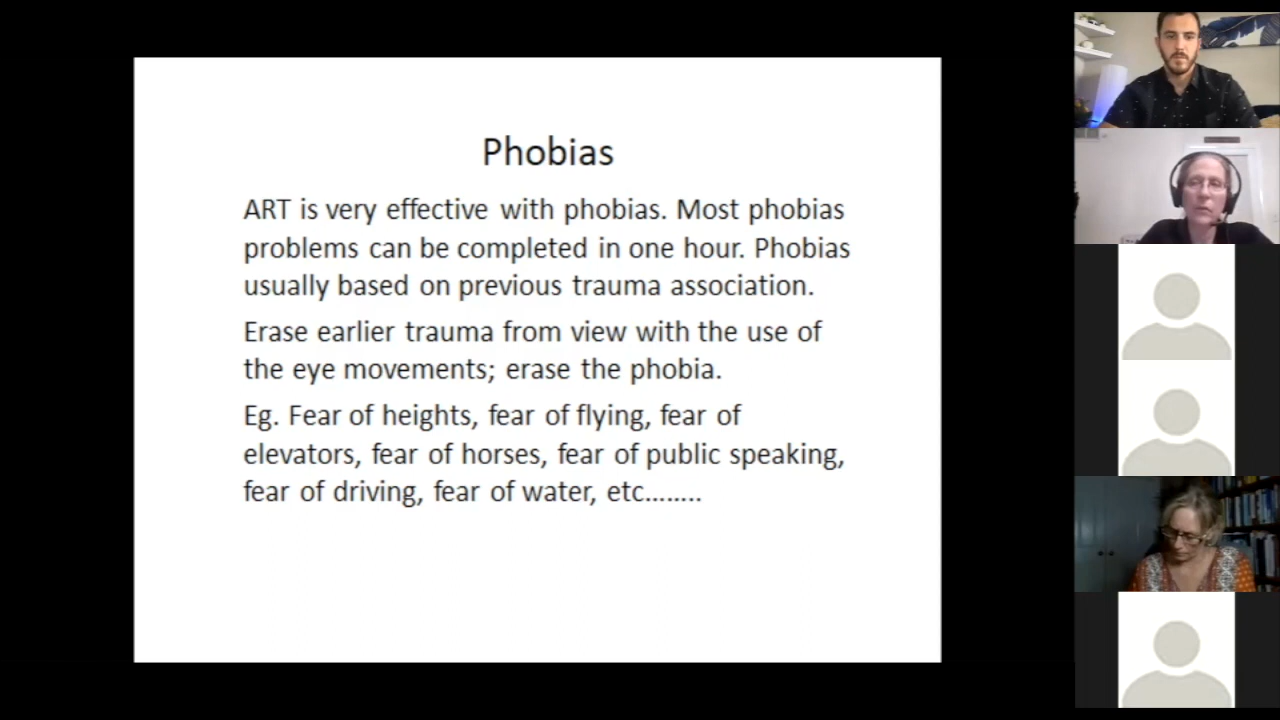 Phobias
ART is very effective with phobias. Most phobias
problems can be completed in one hour. Phobias
usually based on previous trauma association.
Erase earlier trauma from view with the use of
the eye movements; erase the phobia.
Eg. Fear of heights, fear of flying, fear of
elevators, fear of horses, fear of public speaking,
fear of driving, fear of water, etc........